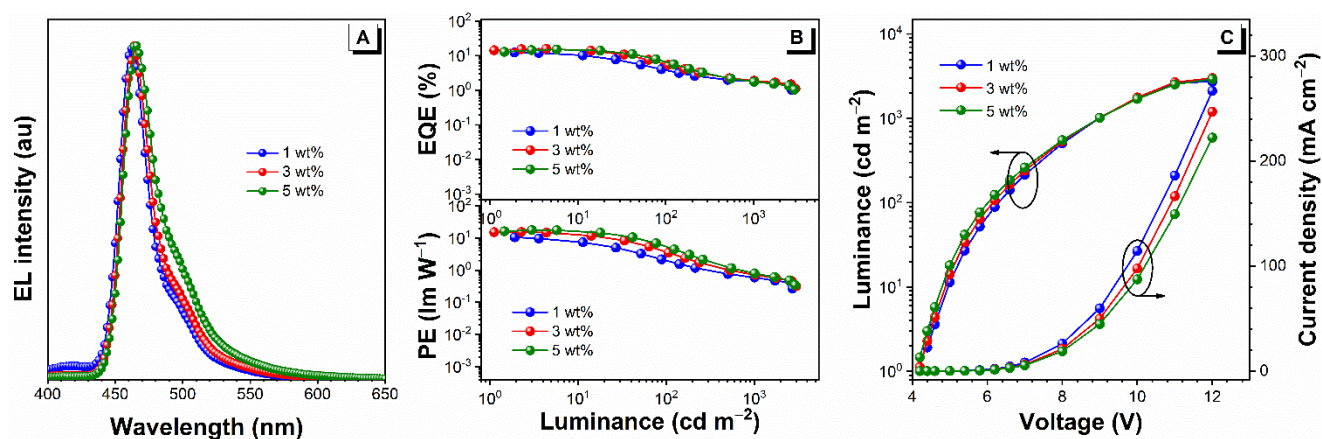 A
EL intensity (au)
1 wt%
3 wt%
5 wt%
400 450 500 550 600 650
Wavelength (nm)
B
EQE (%)
10²
10¹
10⁰
10⁻¹
10⁻²
10⁻³
1 wt%
3 wt%
5 wt%
10⁰ 10¹ 10² 10³
PE (lm W⁻¹)
10²
10¹
10⁰
10⁻¹
10⁻²
10⁻³
1 wt%
3 wt%
5 wt%
10⁰ 10¹ 10² 10³
Luminance (cd m⁻²)
C
Luminance (cd m⁻²)
10⁴
10³
10²
10¹
10⁰
1 wt%
3 wt%
5 wt%
300
200
100
0
Current density (mA cm⁻²)
4 6 8 10 12
Voltage (V)